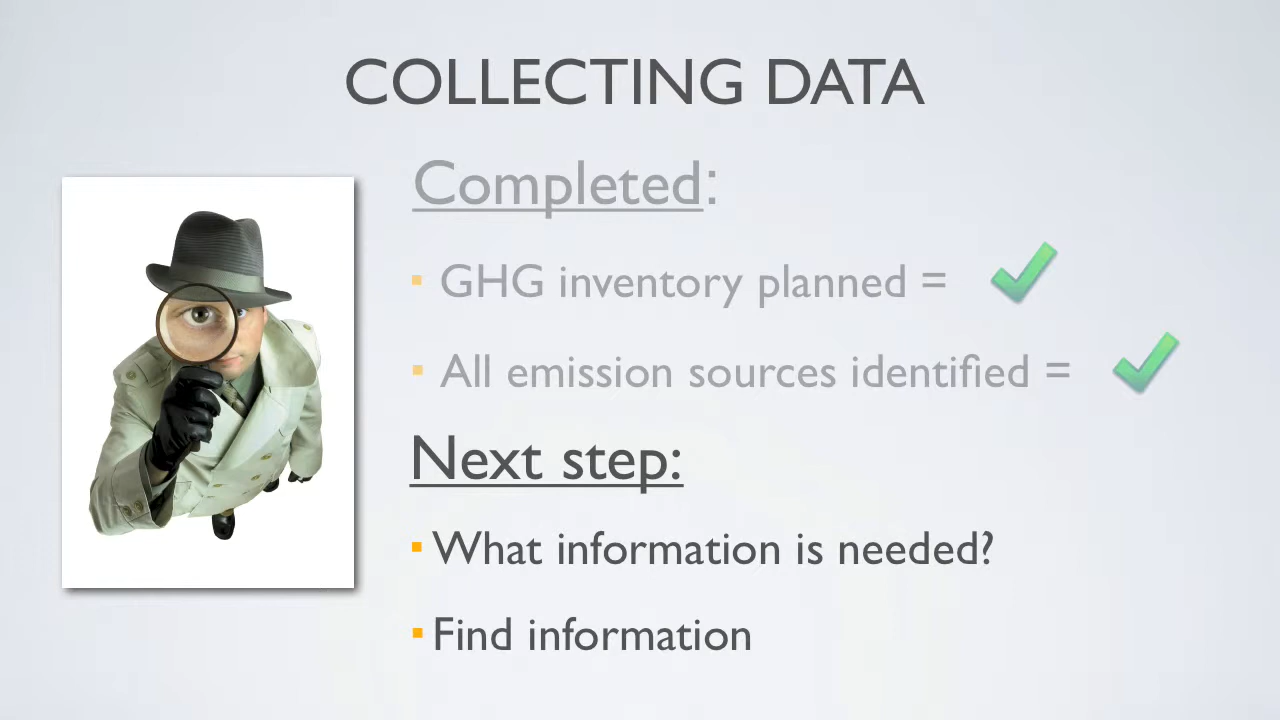 COLLECTING DATA
Completed:
▪ GHG inventory planned =
▪ All emission sources identified =
Next step:
▪ What information is needed?
▪ Find information